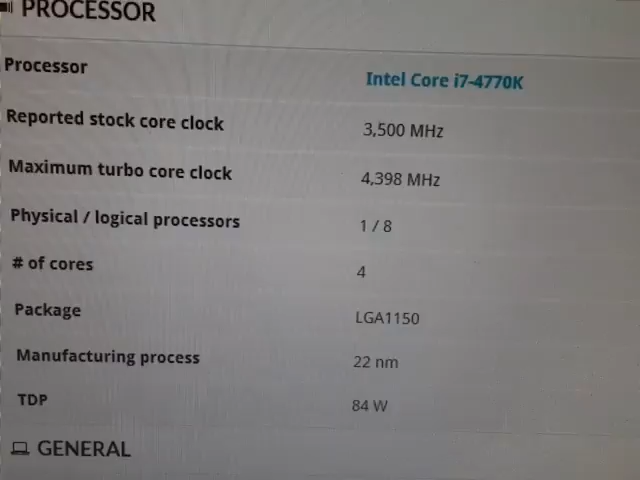 PROCESSOR
Processor Intel Core i7-4770K
Reported stock core clock 3,500 MHz
Maximum turbo core clock 4,398 MHz
Physical / logical processors 1 / 8
# of cores 4
Package LGA1150
Manufacturing process 22 nm
TDP 84 W
GENERAL